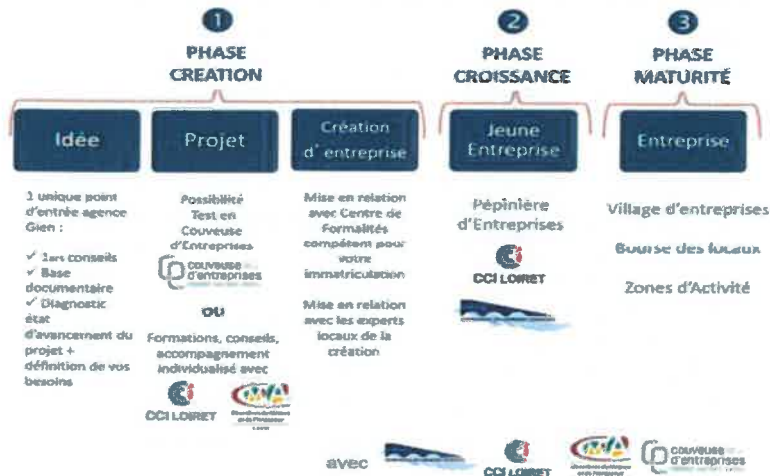 1
PHASE
CREATION
2
PHASE
CROISSANCE
3
PHASE
MATURITÉ
Idée
Projet
Création
d'entreprise
Jeune
Entreprise
Entreprise
1 unique point
d'entrée agence
Gien :
✓ 1ers conseils
✓ Base
documentaire
✓ Diagnostic
état
d'avancement du
projet +
définition de vos
besoins
Possibilité
Test en
Couveuse
d'Entreprises
couveuse
d'entreprises
OU
Formations, conseils,
accompagnement
individualisé avec
CCI LOIRET
Mise en relation
avec Centre de
Formalités
compétent pour
votre
immatriculation
Mise en relation
avec les experts
locaux de la
création
Pépinière
d'Entreprises
CCI LOIRET
Village d'entreprises
Bourse des locaux
Zones d'Activité
avec
CCI LOIRET
couveuse
d'entreprises